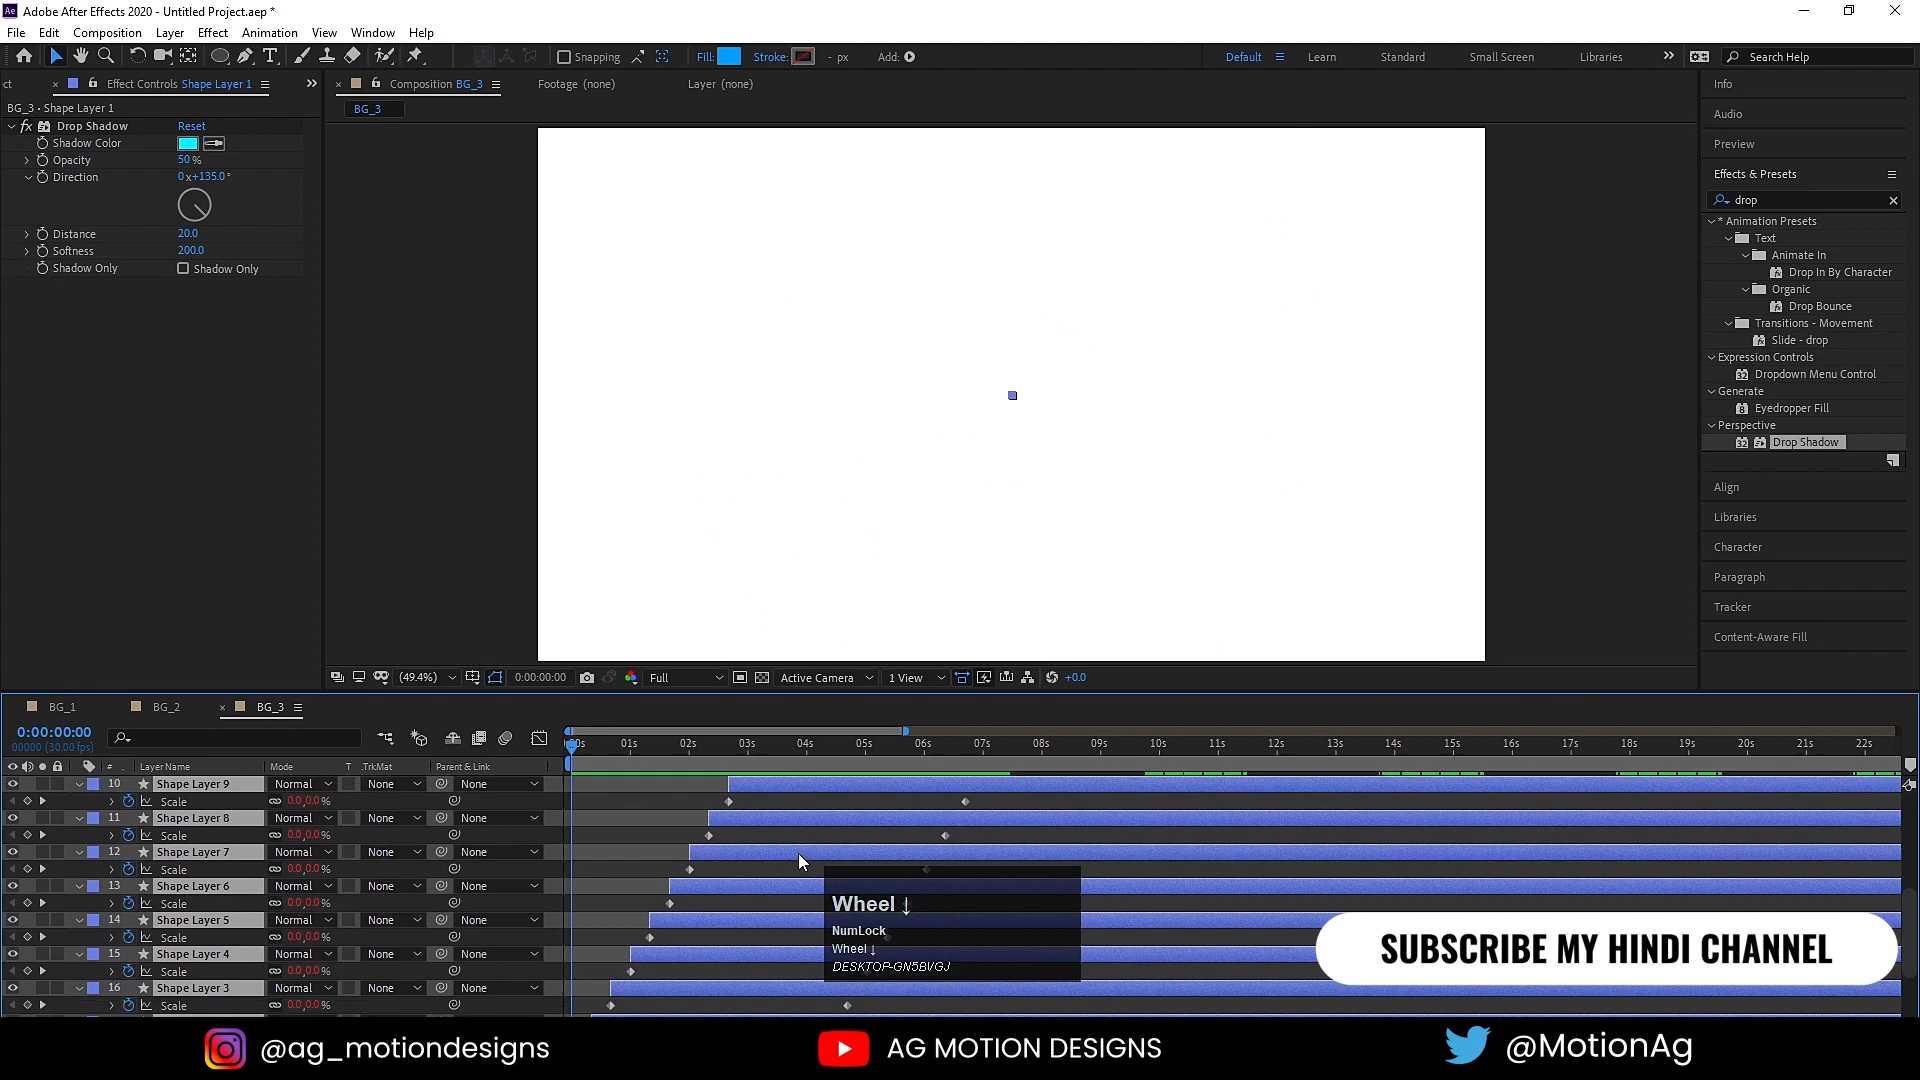 Adobe After Effects 2020 - Untitled Project.aep *
File Edit Composition Layer Effect Animation View Window Help
Snapping Fill: Stroke: - px Add: Default Learn Standard Small Screen Libraries Search Help
ct Effect Controls Shape Layer 1 Composition BG_3 Footage (none) Layer (none)
BG_3 • Shape Layer 1
BG_3
fx Drop Shadow Reset
Shadow Color
Opacity 50 %
Direction 0x+135.0°
Distance 20.0
Softness 200.0
Shadow Only Shadow Only
Info
Audio
Preview
Effects & Presets
drop
* Animation Presets
Text
Animate In
Drop In By Character
Organic
Drop Bounce
Transitions - Movement
Slide - drop
Expression Controls
Dropdown Menu Control
Generate
Eyedropper Fill
Perspective
Drop Shadow
Align
Libraries
Character
Paragraph
Tracker
Content-Aware Fill
(49.4%) 0:00:00:00 Full Active Camera 1 View +0.0
BG_1 BG_2 BG_3
0:00:00:00
00000 (30.00 fps)
00s 01s 02s 03s 04s 05s 06s 07s 08s 09s 10s 11s 12s 13s 14s 15s 16s 17s 18s 19s 20s 21s 22s
# Layer Name Mode T .TrkMat Parent & Link
10 Shape Layer 9 Normal None None
Scale 0.0,0.0%
11 Shape Layer 8 Normal None None
Scale 0.0,0.0%
12 Shape Layer 7 Normal None None
Scale 0.0,0.0%
13 Shape Layer 6 Normal None None
Scale 0.0,0.0%
14 Shape Layer 5 Normal None None
Scale 0.0,0.0%
15 Shape Layer 4 Normal None None
Scale 0.0,0.0%
16 Shape Layer 3 Normal None None
Scale 0.0,0.0%
Wheel ↓
NumLock
Wheel ↓
DESKTOP-GN5BVGJ
SUBSCRIBE MY HINDI CHANNEL
@ag_motiondesigns AG MOTION DESIGNS @MotionAg